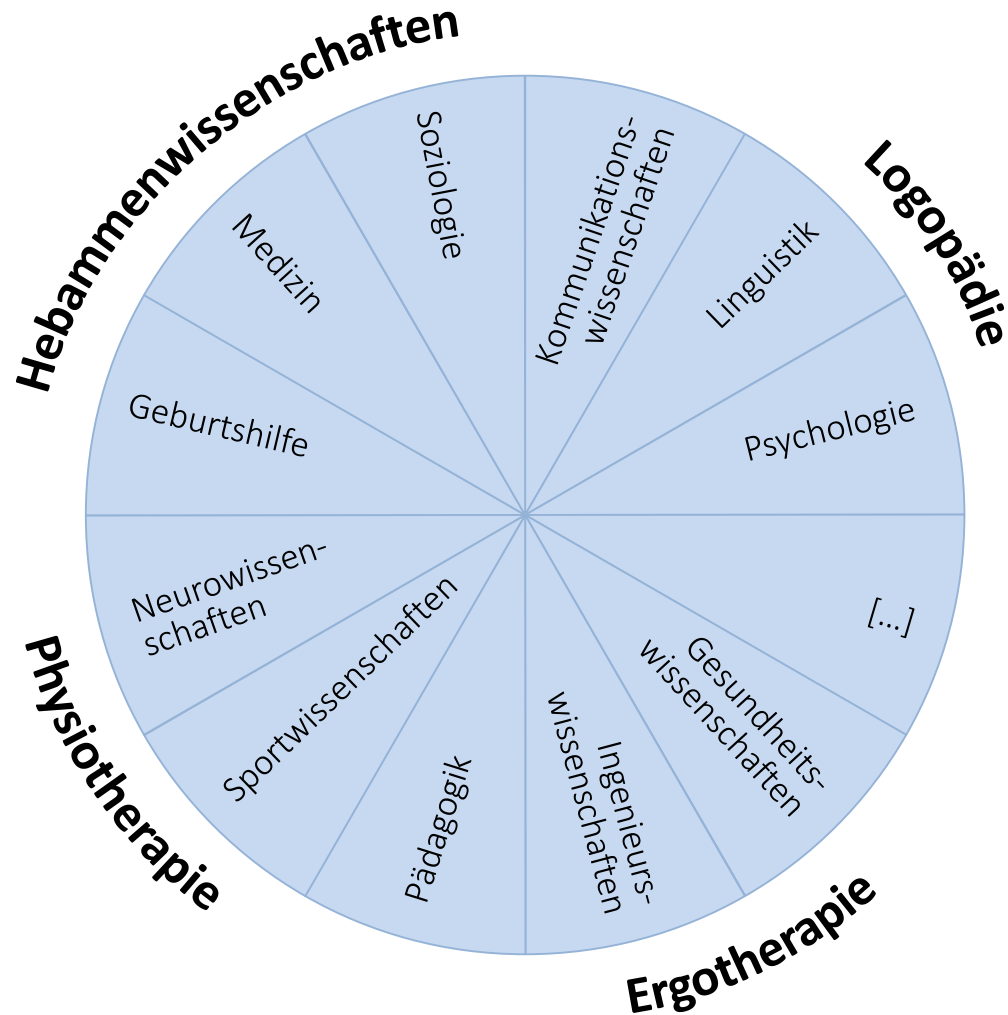 Hebammenwissenschaften
Logopädie
Ergotherapie
Physiotherapie
Kommunikations-
wissenschaften
Linguistik
Psychologie
[...]
Gesundheits-
wissenschaften
Ingenieurs-
wissenschaften
Pädagogik
Sportwissenschaften
Neurowissen-
schaften
Geburtshilfe
Medizin
Soziologie